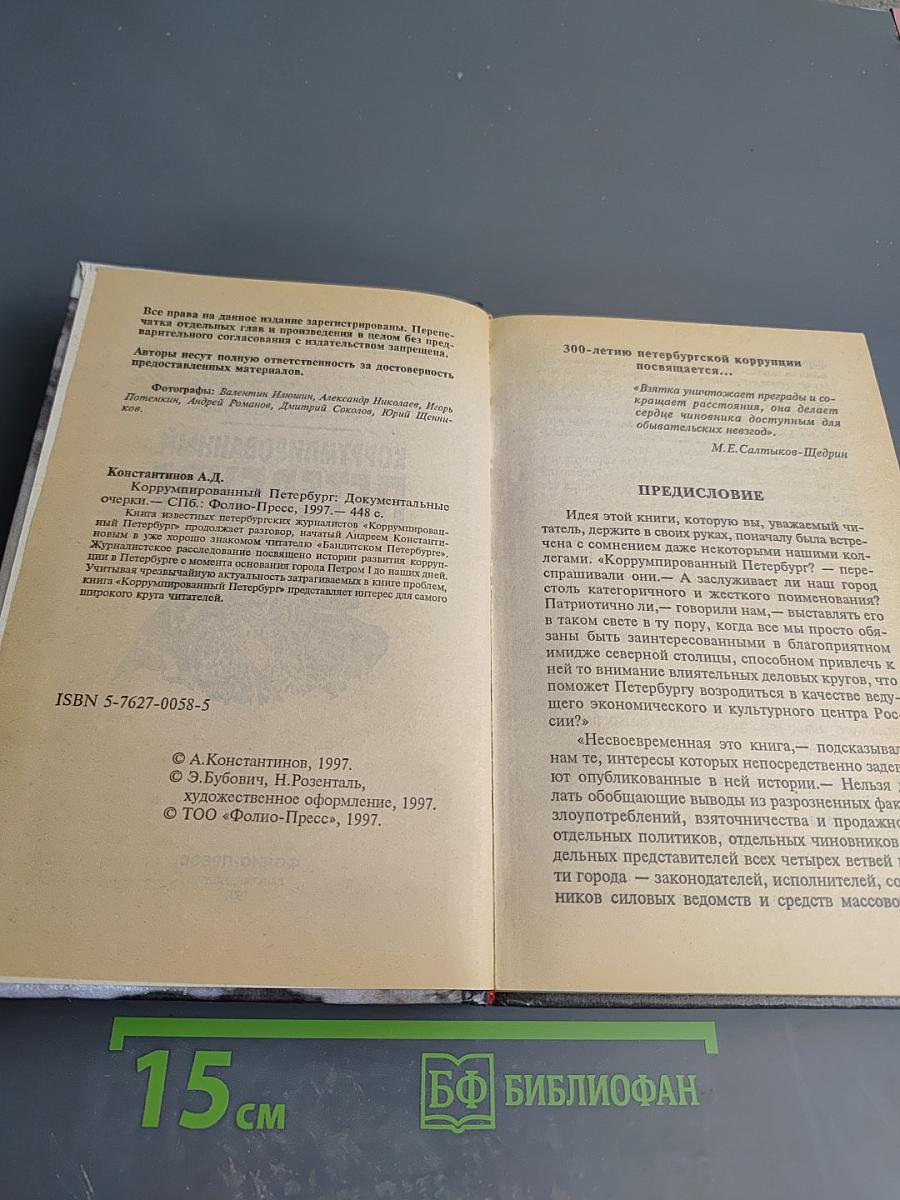 Все права на данное издание зарегистрированы. Перепе-
чатка отдельных глав и произведения в целом без пред-
варительного согласования с издательством запрещена.
Авторы несут полную ответственность за достоверность
предоставленных материалов.
Фотографы: Валентин Илюшин, Александр Николаев, Игорь
Потемкин, Андрей Романов, Дмитрий Соколов, Юрий Щенни-
ков.
Константинов А.Д.
Коррумпированный Петербург: Документальные
очерки.— СПб.: Фолио-Пресс, 1997.— 448 с.
Книга известных петербургских журналистов «Коррумпирован-
ный Петербург» продолжает разговор, начатый Андреем Константи-
новым в уже хорошо знакомом читателю «Бандитском Петербурге».
Журналистское расследование посвящено истории развития корруп-
ции в Петербурге с момента основания города Петром I до наших дней.
Учитывая чрезвычайную актуальность затрагиваемых в книге проблем,
книга «Коррумпированный Петербург» представляет интерес для самого
широкого круга читателей.
ISBN 5-7627-0058-5
© А.Константинов, 1997.
© Э.Бубович, Н.Розенталь,
художественное оформление, 1997.
© ТОО «Фолио-Пресс», 1997.
300-летию петербургской коррупции
посвящается...
«Взятка уничтожает преграды и со-
кращает расстояния, она делает
сердце чиновника доступным для
обывательских невзгод».
М.Е.Салтыков-Щедрин
ПРЕДИСЛОВИЕ
Идея этой книги, которую вы, уважаемый чи-
татель, держите в своих руках, поначалу была встре-
чена с сомнением даже некоторыми нашими кол-
легами. «Коррумпированный Петербург? — пере-
спрашивали они.— А заслуживает ли наш город
столь категоричного и жесткого поименования?
Патриотично ли,— говорили нам,— выставлять его
в таком свете в ту пору, когда все мы просто обя-
заны быть заинтересованными в благоприятном
имидже северной столицы, способном привлечь к
ней то внимание влиятельных деловых кругов, что
поможет Петербургу возродиться в качестве веду-
щего экономического и культурного центра Рос-
сии?»
«Несвоевременная это книга,— подсказывал
нам те, интересы которых непосредственно задев
ют опубликованные в ней истории.— Нельзя
лать обобщающие выводы из разрозненных фак
злоупотреблений, взяточничества и продажно
отдельных политиков, отдельных чиновников
дельных представителей всех четырех ветвей
ти города — законодателей, исполнителей, со
ников силовых ведомств и средств массово
15 см
БФ БИБЛИОФАН